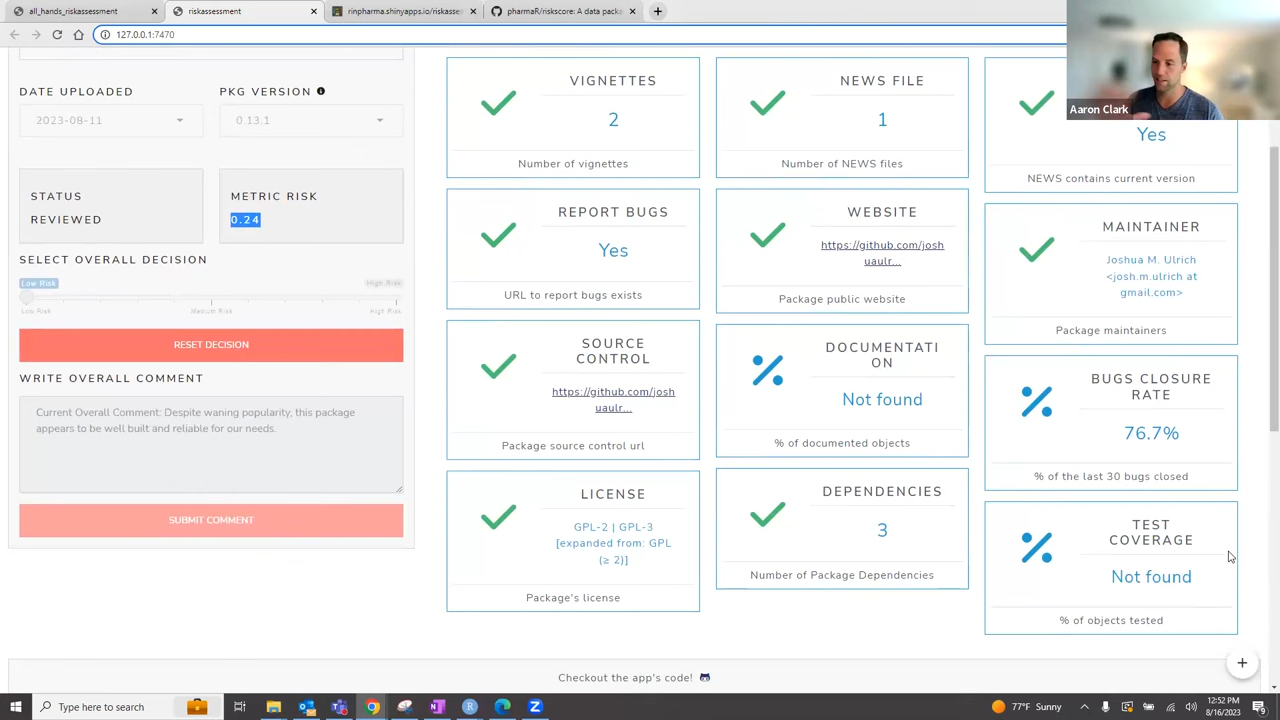 all_hands_riskassessment
riskassessment
rinpharma.shinyapps.io/riskasse
pharmaR/riskscore: A R package
127.0.0.1:7470
Aaron Clark
DATE UPLOADED
PKG VERSION
2023-08-11
0.13.1
STATUS
REVIEWED
METRIC RISK
0.24
SELECT OVERALL DECISION
Low Risk
High Risk
Low Risk
Medium Risk
High Risk
RESET DECISION
WRITE OVERALL COMMENT
Current Overall Comment: Despite waning popularity, this package
appears to be well built and reliable for our needs.
SUBMIT COMMENT
VIGNETTES
2
Number of vignettes
NEWS FILE
1
Number of NEWS files
Yes
NEWS contains current version
REPORT BUGS
Yes
URL to report bugs exists
WEBSITE
https://github.com/josh
uaulr...
Package public website
MAINTAINER
Joshua M. Ulrich
<josh.m.ulrich at
gmail.com>
Package maintainers
SOURCE
CONTROL
https://github.com/josh
uaulr...
Package source control url
DOCUMENTATI
ON
Not found
% of documented objects
BUGS CLOSURE
RATE
76.7%
% of the last 30 bugs closed
LICENSE
GPL-2 | GPL-3
[expanded from: GPL
(≥ 2)]
Package's license
DEPENDENCIES
3
Number of Package Dependencies
TEST
COVERAGE
Not found
% of objects tested
Checkout the app's code!
Type here to search
77°F Sunny
12:52 PM
8/16/2023